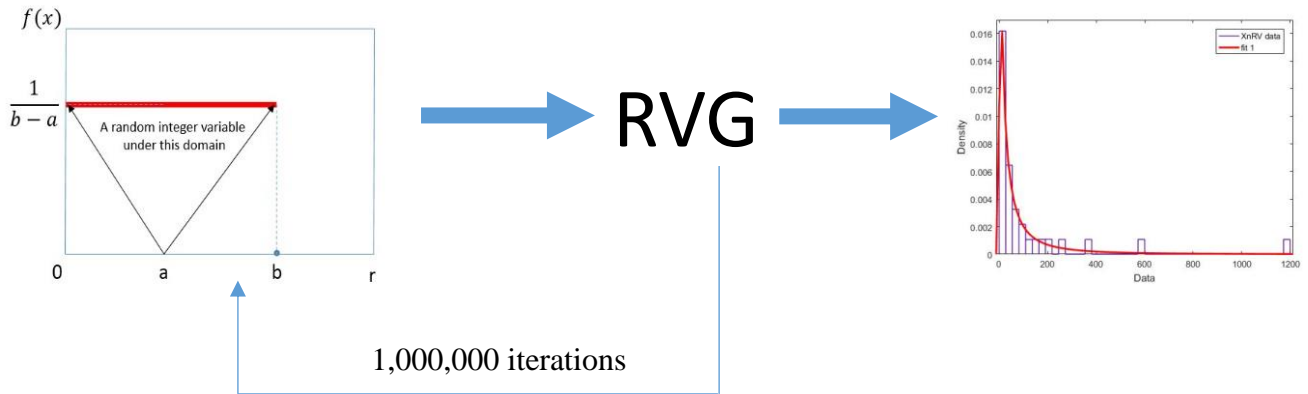 f(x)
1
b − a
A random integer variable
under this domain
0
a
b
r
RVG
1,000,000 iterations
XnRV data
fit 1
0.016
0.014
0.012
0.01
0.008
0.006
0.004
0.002
0
Density
0
200
400
600
800
1000
1200
Data